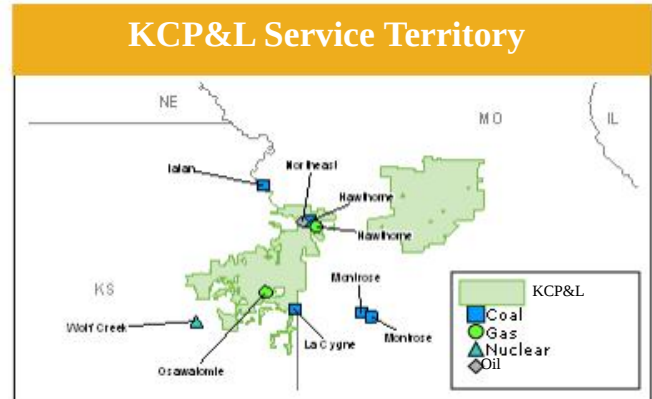 KCP&L Service Territory
NE
MO
IL
Iatan
Northeast
Hawthorne
Hawthorne
KS
Montrose
KCP&L
Coal
Gas
Nuclear
Oil
Wolf Creek
La Cygne
Montrose
Osawatomie